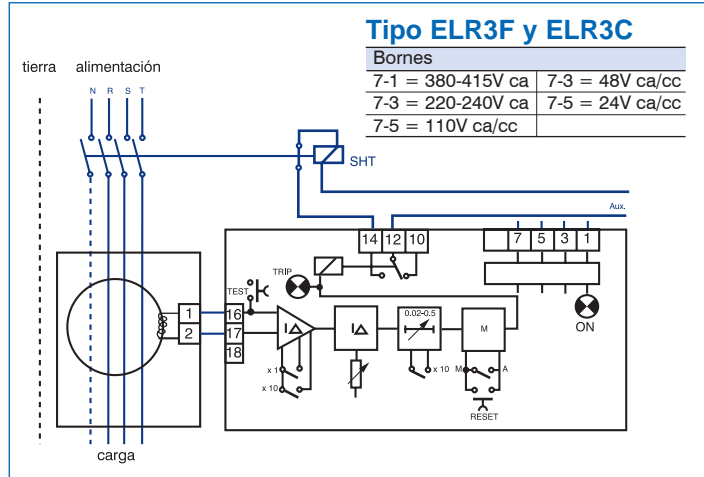 Tipo ELR3F y ELR3C
Bornes
7-1 = 380-415V ca 7-3 = 48V ca/cc
7-3 = 220-240V ca 7-5 = 24V ca/cc
7-5 = 110V ca/cc
tierra alimentación
N R S T
SHT
Aux.
14 12 10
7 5 3 1
TRIP
TEST
ON
1
2
16
17
18
I△
I△
0.02-0.5
M
x 1
x 10
x 10
M A
RESET
carga